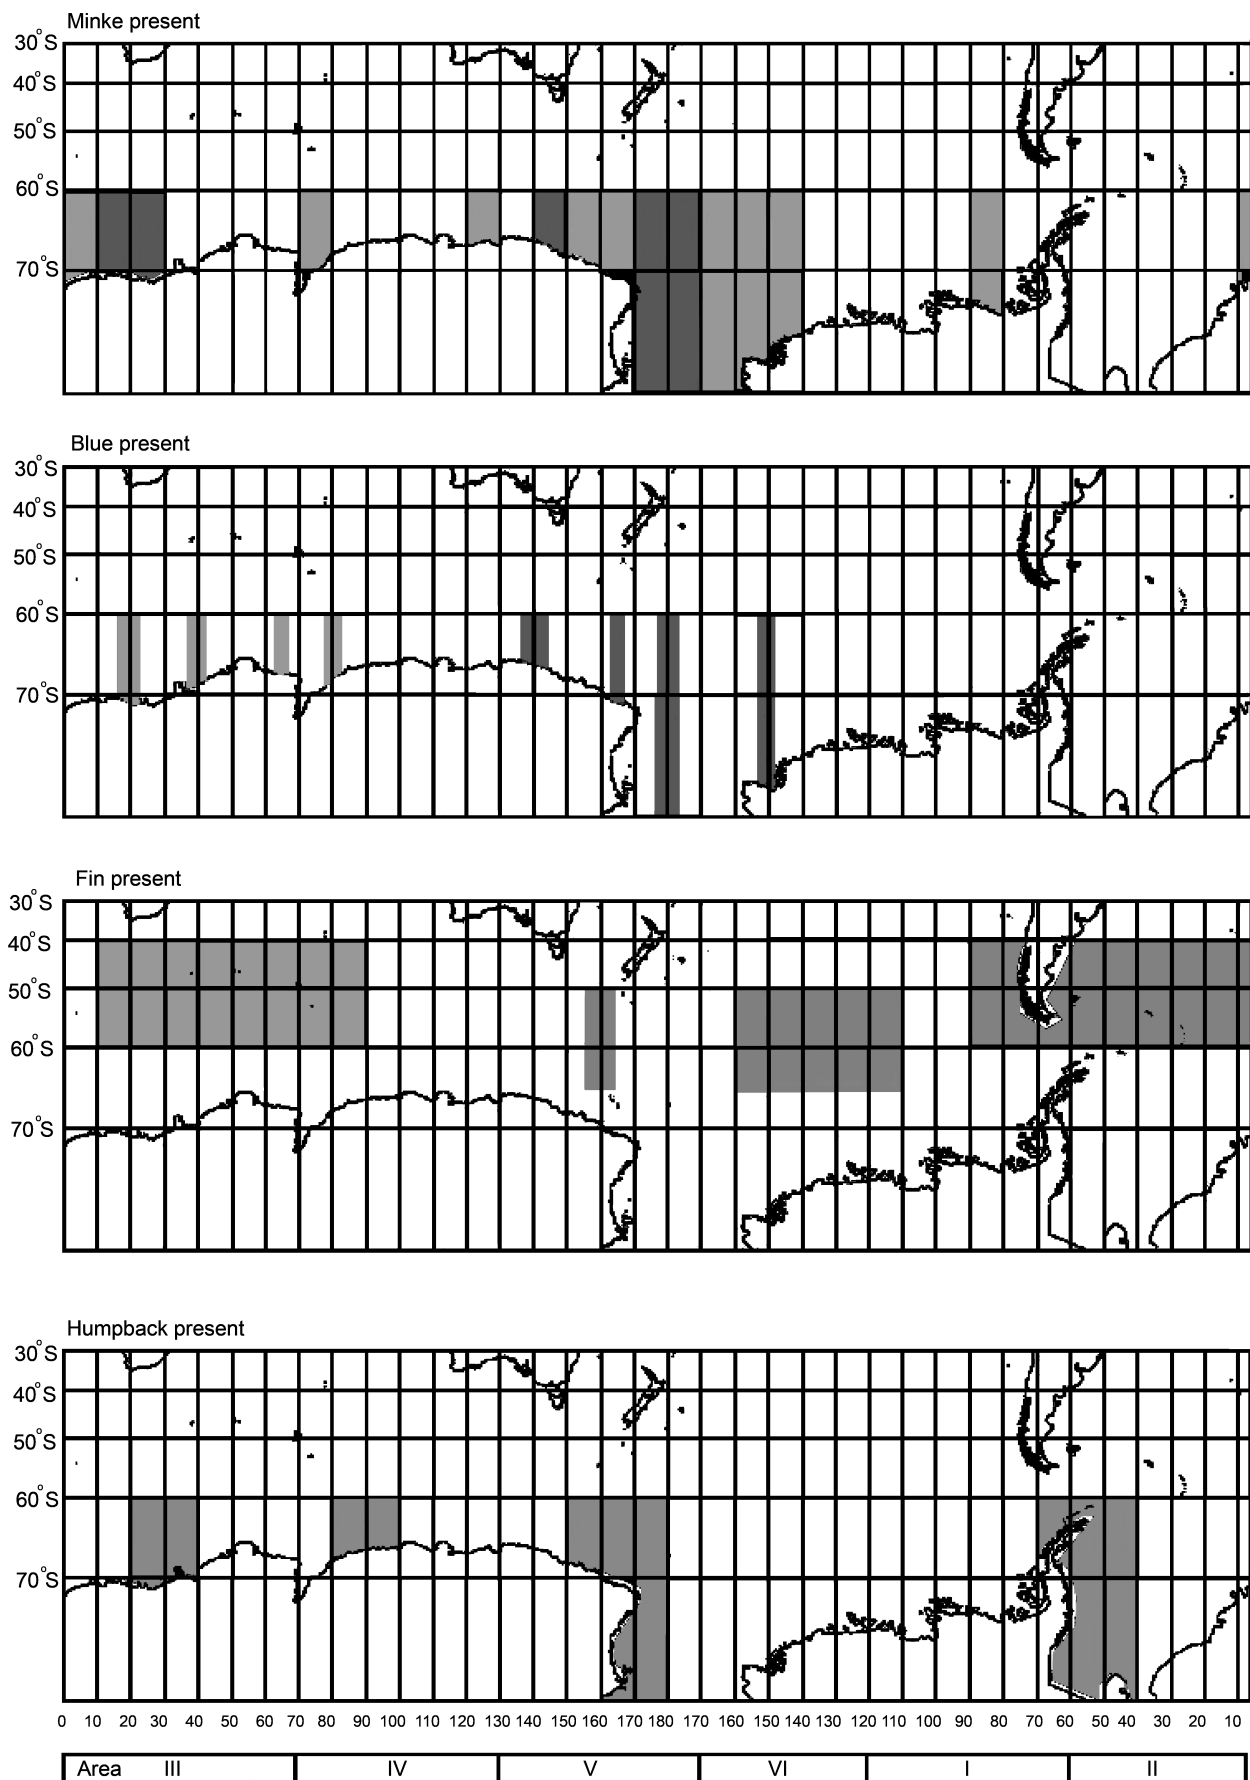 Minke present
30°S
40°S
50°S
60°S
70°S
Blue present
30°S
40°S
50°S
60°S
70°S
Fin present
30°S
40°S
50°S
60°S
70°S
Humpback present
30°S
40°S
50°S
60°S
70°S
0 10 20 30 40 50 60 70 80 90 100 110 120 130 140 150 160 170 180 170 160 150 140 130 120 110 100 90 80 70 60 50 40 30 20 10
Area III IV V VI I II